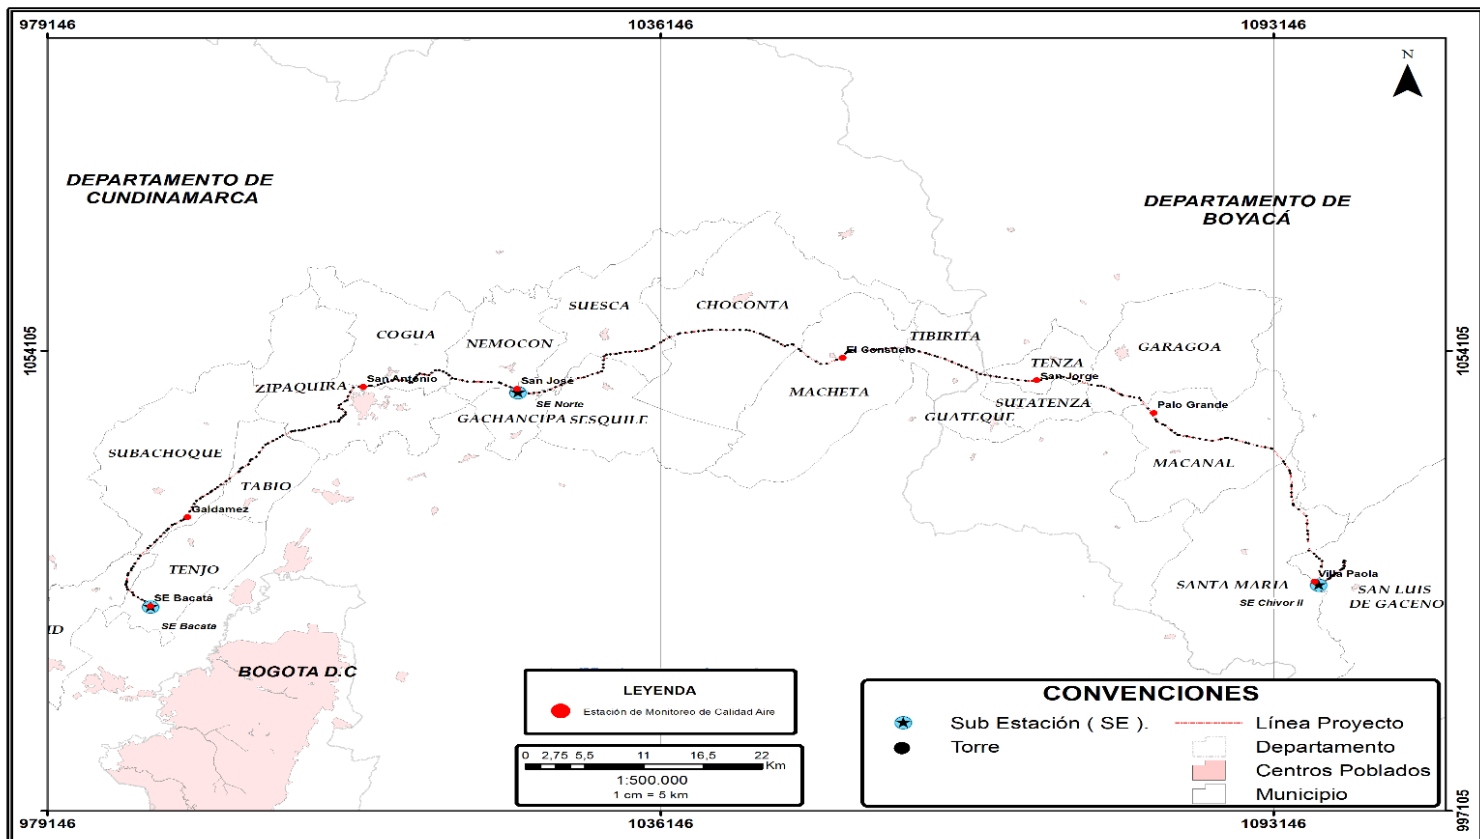 979146
1036146
1093146
N
DEPARTAMENTO DE
CUNDINAMARCA
DEPARTAMENTO DE
BOYACÁ
SUESCA
CHOCONTA
COGUA
NEMOCON
TIBIRITA
1054105
1054105
El Consuelo
TENZA
GARAGOA
ZIPAQUIRA
San Antonio
San José
San Jorge
SE Norte
MACHETA
SUTATENZA
Palo Grande
GACHANCIPA
SESQUILE
GUATEQUE
SUBACHOQUE
MACANAL
TABIO
Galdamez
TENJO
Villa Paola
SANTA MARIA
SAN LUIS
DE GACENO
SE Bacatá
SE Chivor II
SE Bacata
ID
BOGOTA D.C
LEYENDA
Estación de Monitoreo de Calidad Aire
0 2,75 5,5 11 16,5 22
Km
1:500.000
1 cm = 5 km
CONVENCIONES
Sub Estación ( SE ).
Torre
Línea Proyecto
Departamento
Centros Poblados
Municipio
997105
979146
1036146
1093146